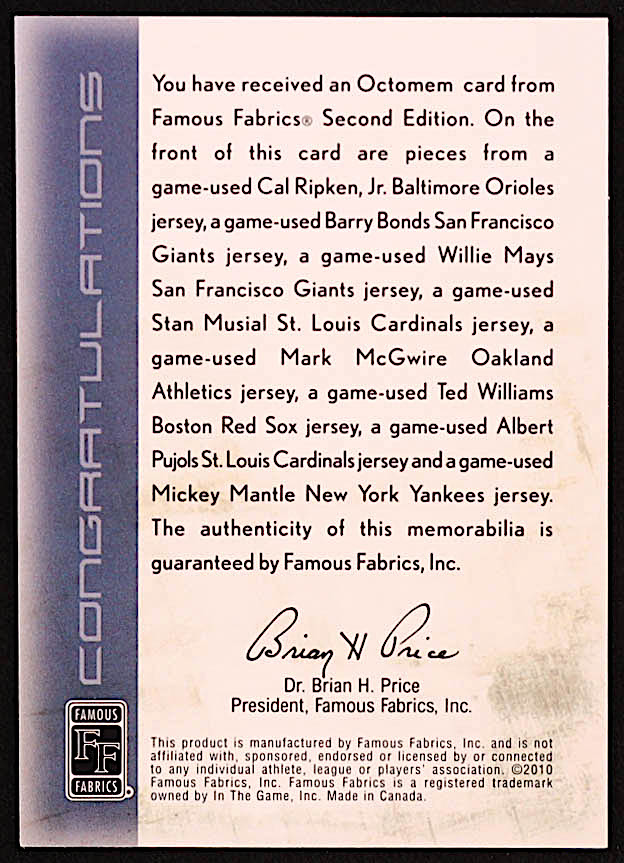 CONGRATULATIONS
You have received an Octomem card from
Famous Fabrics® Second Edition. On the
front of this card are pieces from a
game-used Cal Ripken, Jr. Baltimore Orioles
jersey, a game-used Barry Bonds San Francisco
Giants jersey, a game-used Willie Mays
San Francisco Giants jersey, a game-used
Stan Musial St. Louis Cardinals jersey, a
game-used Mark McGwire Oakland
Athletics jersey, a game-used Ted Williams
Boston Red Sox jersey, a game-used Albert
Pujols St. Louis Cardinals jersey and a game-used
Mickey Mantle New York Yankees jersey.
The authenticity of this memorabilia is
guaranteed by Famous Fabrics, Inc.
Brian H Price
Dr. Brian H. Price
President, Famous Fabrics, Inc.
FAMOUS
FF
FABRICS
This product is manufactured by Famous Fabrics, Inc. and is not
affiliated with, sponsored, endorsed or licensed by or connected
to any individual athlete, league or players' association. ©2010
Famous Fabrics, Inc. Famous Fabrics is a registered trademark
owned by In The Game, Inc. Made in Canada.